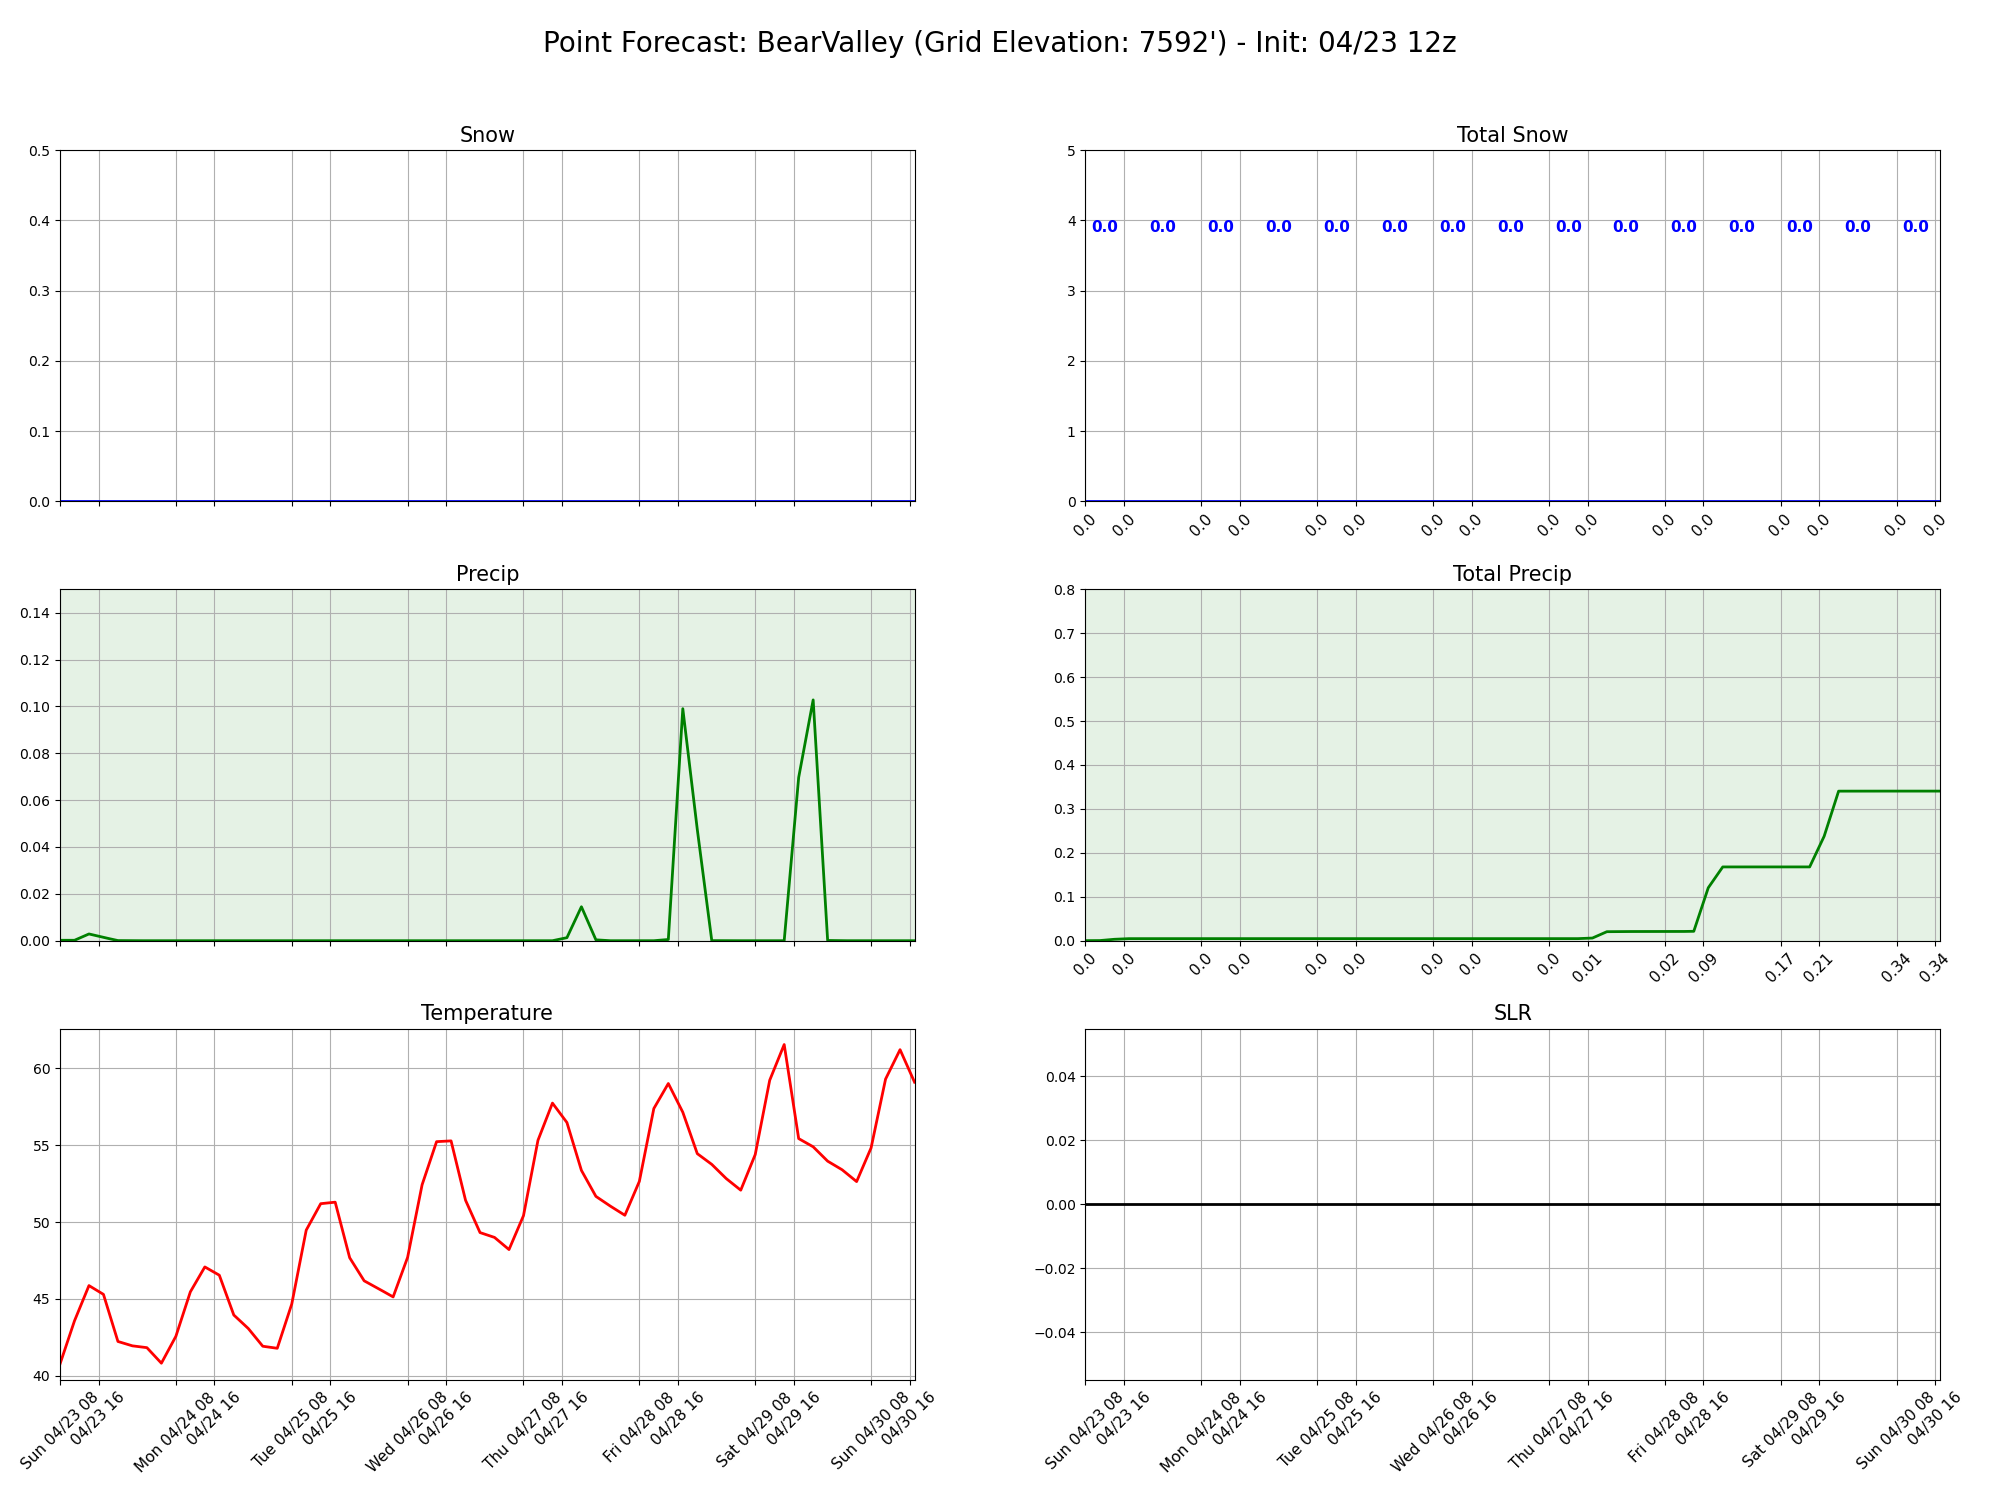 Point Forecast: BearValley (Grid Elevation: 7592') - Init: 04/23 12z
Snow
0.5
0.4
0.3
0.2
0.1
0.0
Total Snow
5
4
3
2
1
0
0.0 0.0 0.0 0.0 0.0 0.0 0.0 0.0 0.0 0.0 0.0 0.0 0.0 0.0 0.0
0.0 0.0 0.0 0.0 0.0 0.0 0.0 0.0 0.0 0.0 0.0 0.0 0.0 0.0 0.0 0.0
Precip
0.14
0.12
0.10
0.08
0.06
0.04
0.02
0.00
Total Precip
0.8
0.7
0.6
0.5
0.4
0.3
0.2
0.1
0.0
0.0 0.0 0.0 0.0 0.0 0.0 0.0 0.0 0.0 0.01 0.02 0.09 0.17 0.21 0.34 0.34
Temperature
60
55
50
45
40
Sun 04/23 08
04/23 16
Mon 04/24 08
04/24 16
Tue 04/25 08
04/25 16
Wed 04/26 08
04/26 16
Thu 04/27 08
04/27 16
Fri 04/28 08
04/28 16
Sat 04/29 08
04/29 16
Sun 04/30 08
04/30 16
SLR
0.04
0.02
0.00
−0.02
−0.04
Sun 04/23 08
04/23 16
Mon 04/24 08
04/24 16
Tue 04/25 08
04/25 16
Wed 04/26 08
04/26 16
Thu 04/27 08
04/27 16
Fri 04/28 08
04/28 16
Sat 04/29 08
04/29 16
Sun 04/30 08
04/30 16